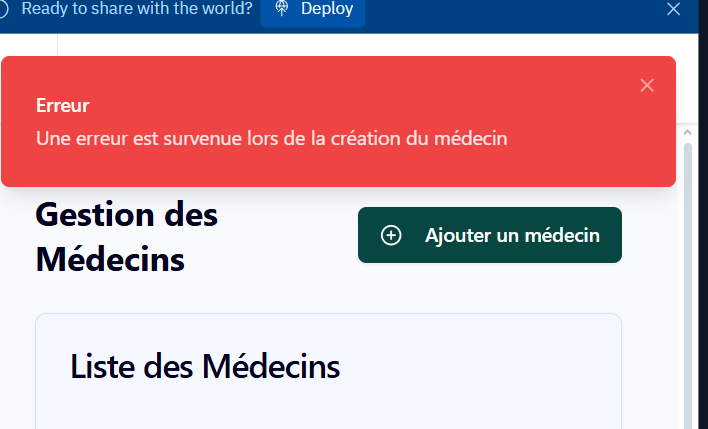 Ready to share with the world? Deploy
Erreur
Une erreur est survenue lors de la création du médecin
Gestion des
Médecins
Ajouter un médecin
Liste des Médecins